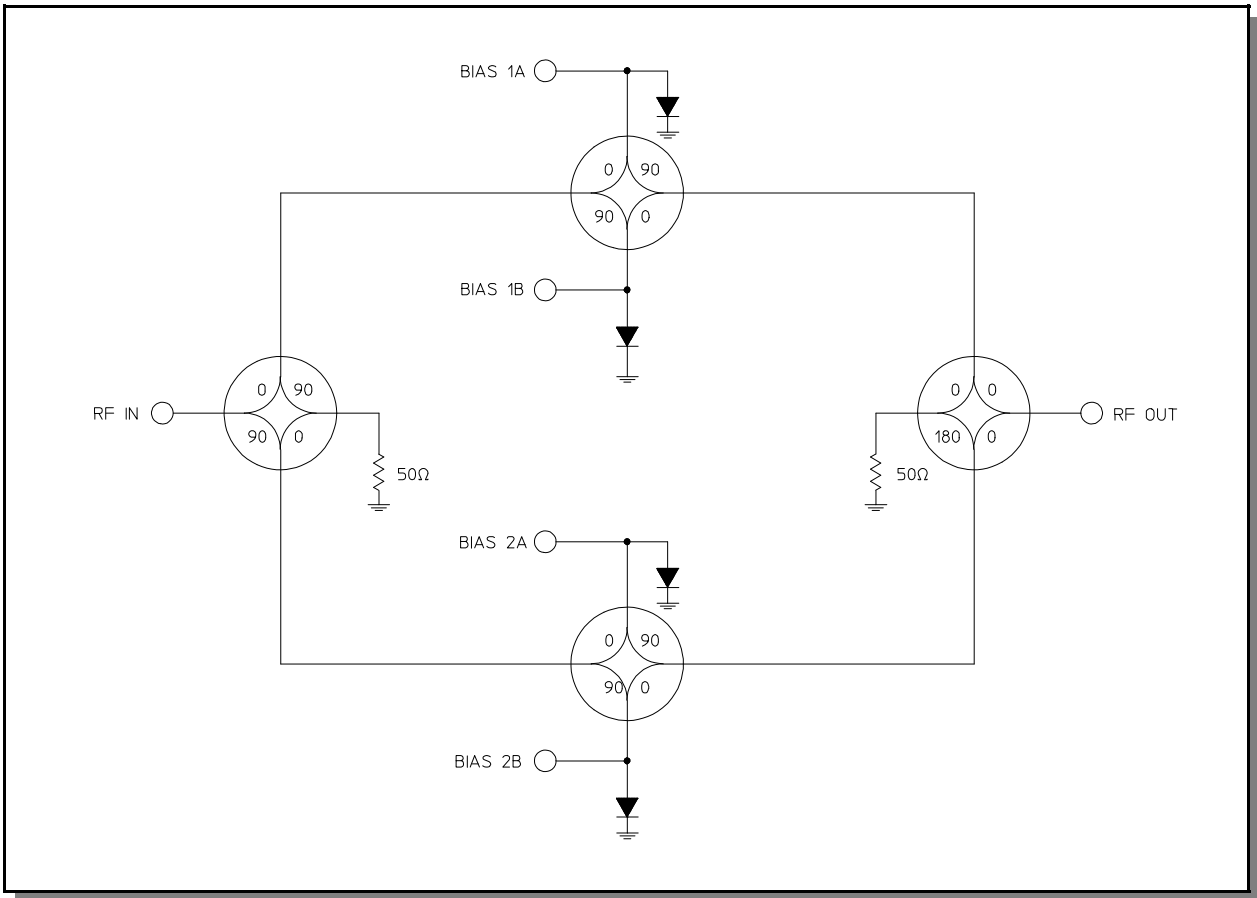 BIAS 1A
0 90
90 0
BIAS 1B
0 90
90 0
RF IN
50Ω
0 0
180 0
RF OUT
50Ω
BIAS 2A
0 90
90 0
BIAS 2B